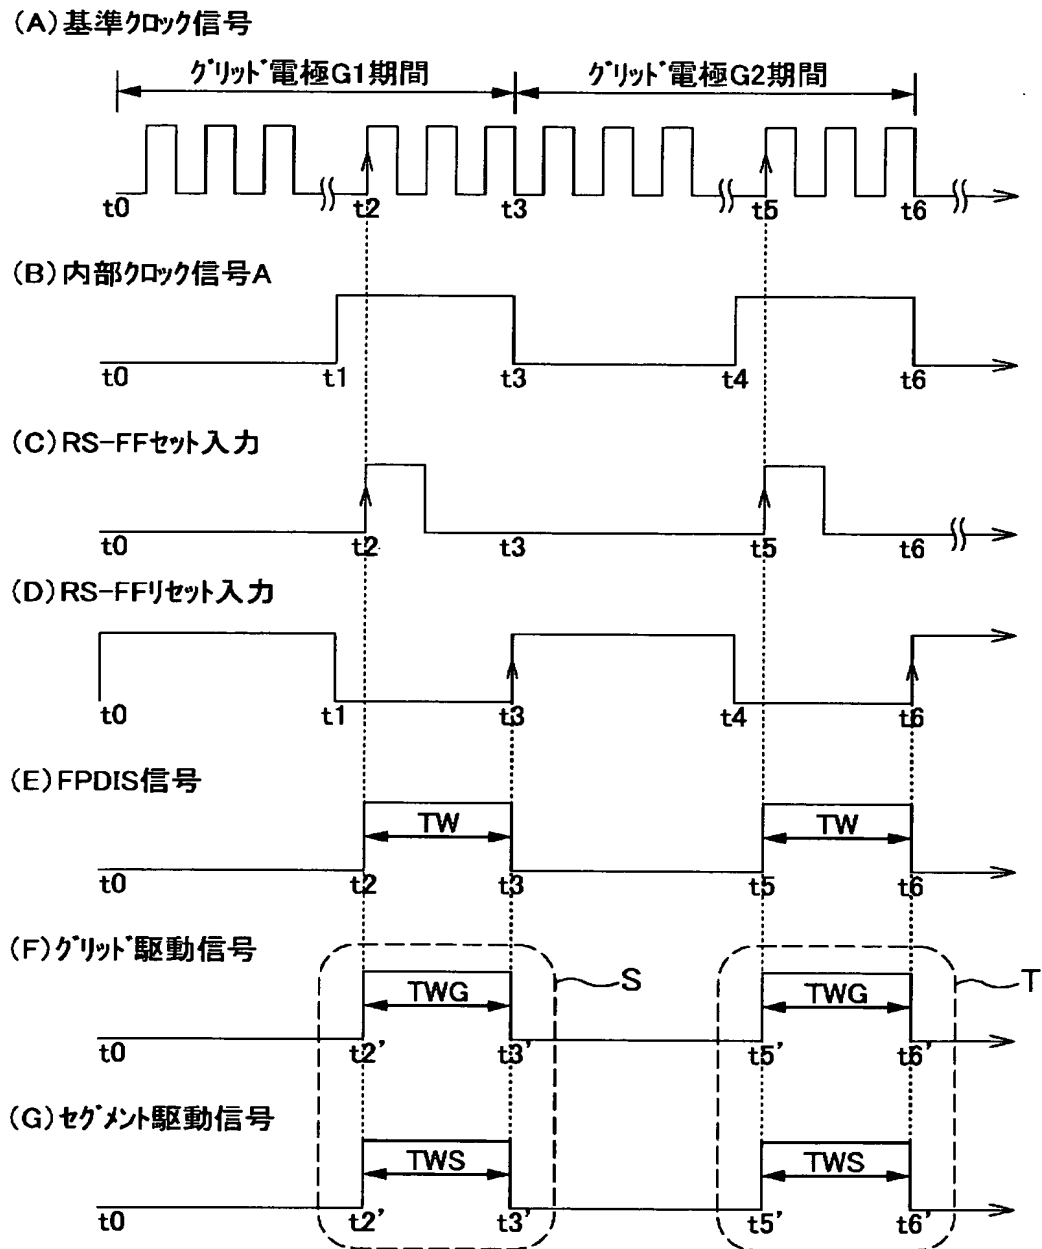 (A)基準クロック信号
グリッド電極G1期間 グリッド電極G2期間
t0 t2 t3 t5 t6
(B)内部クロック信号A
t0 t1 t3 t4 t6
(C)RS-FFセット入力
t0 t2 t3 t5 t6
(D)RS-FFリセット入力
t0 t1 t3 t4 t6
(E)FPDIS信号
TW TW
t0 t2 t3 t5 t6
(F)グリッド駆動信号
S T
TWG TWG
t0 t2' t3' t5' t6'
(G)セグメント駆動信号
TWS TWS
t0 t2' t3' t5' t6'